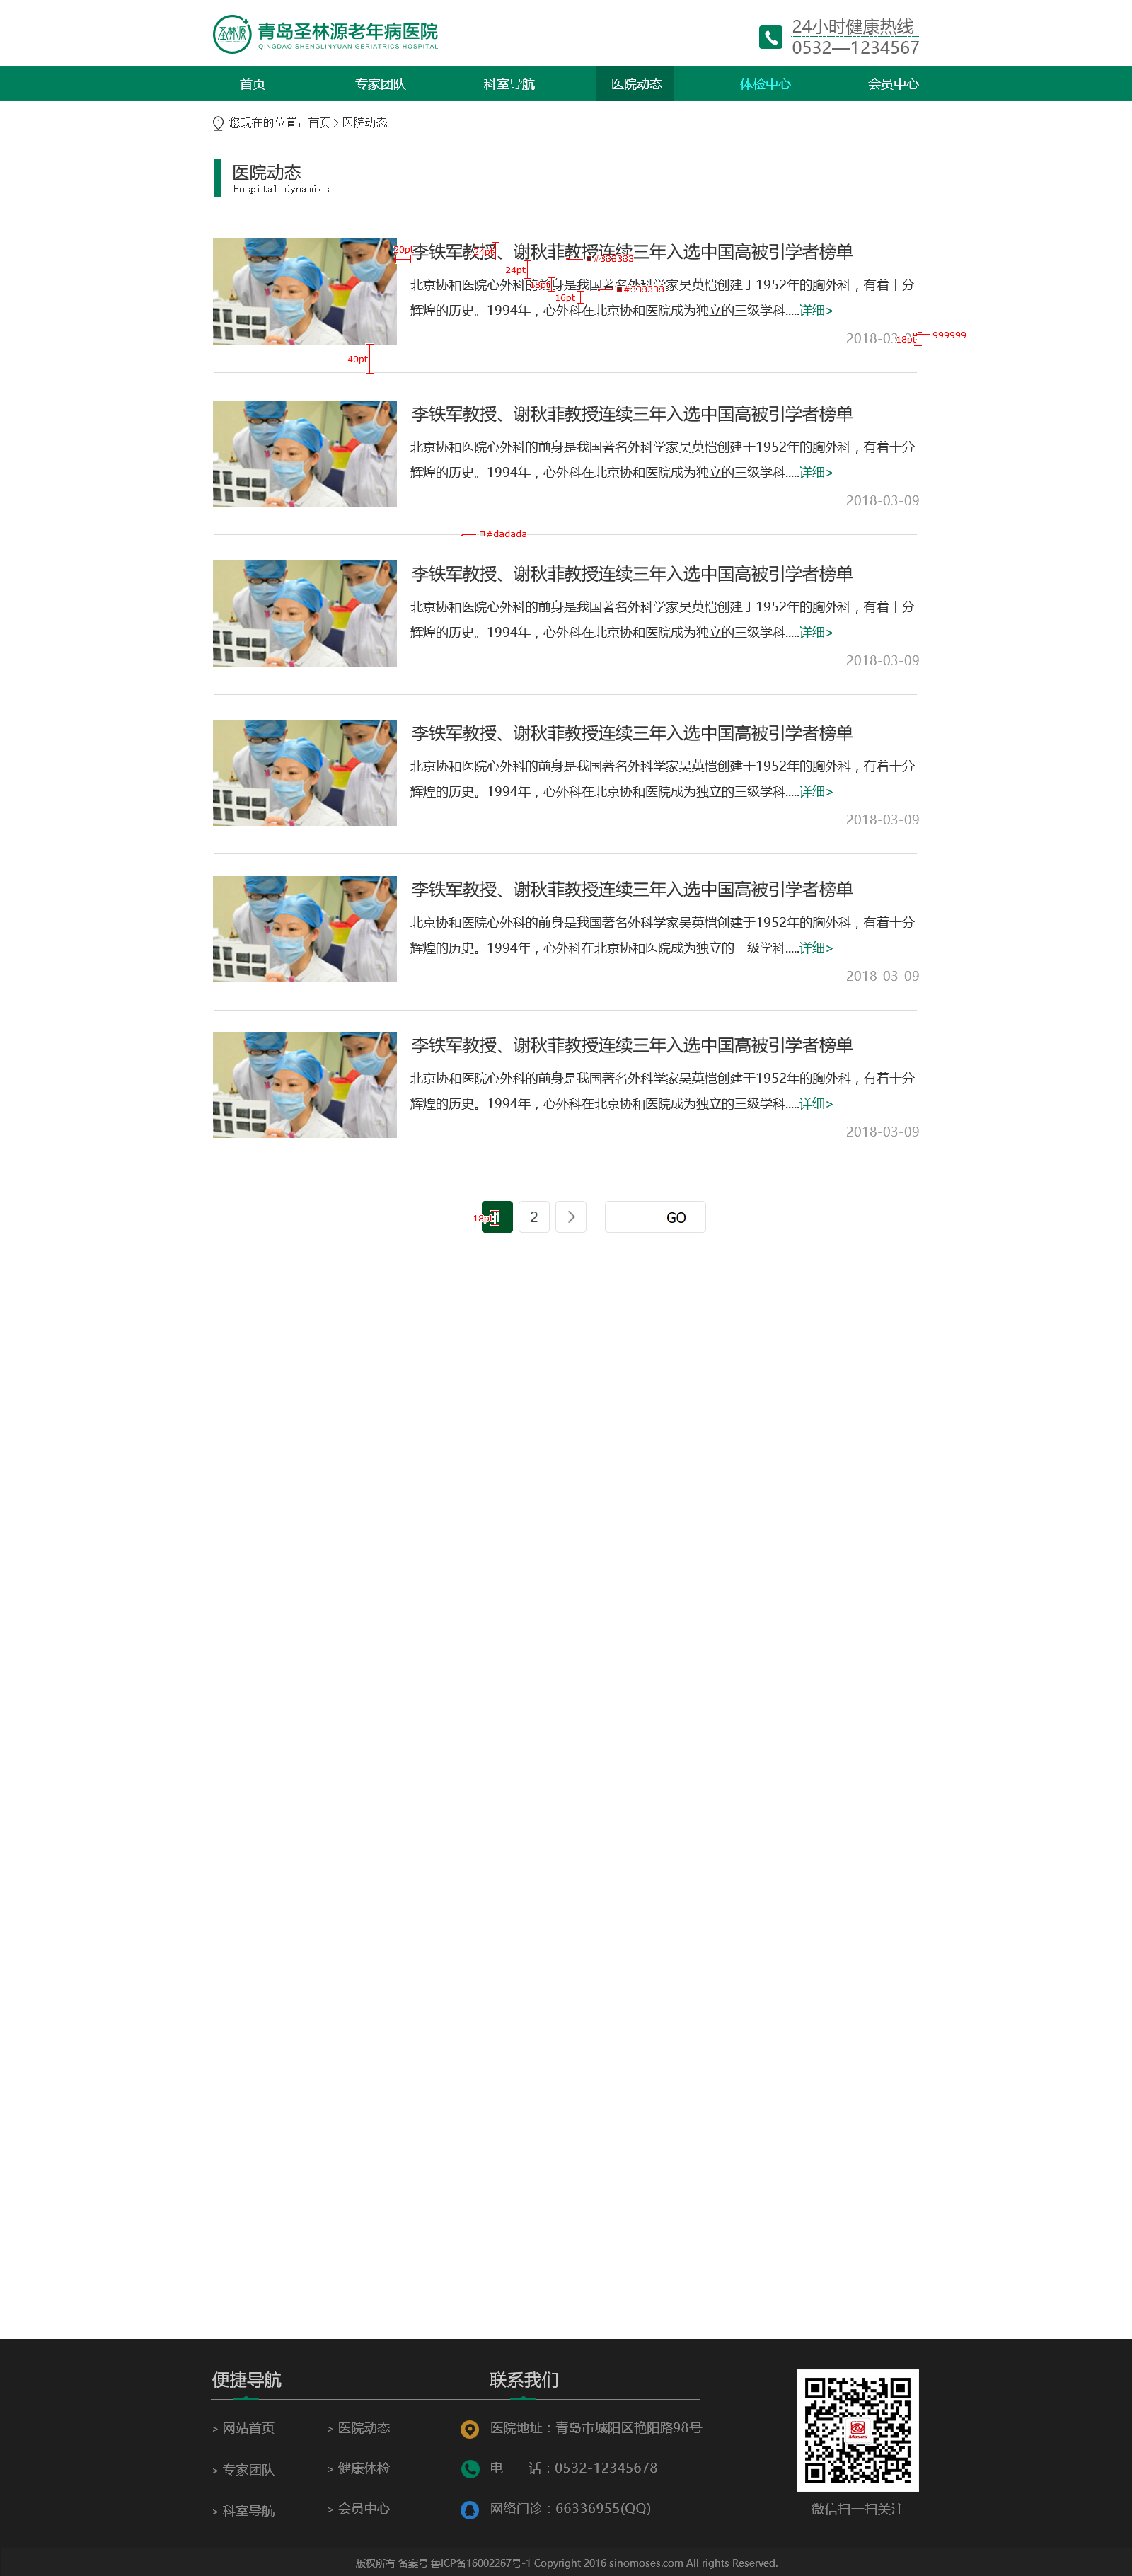 圣林源
青岛圣林源老年病医院
QINGDAO SHENGLINYUAN GERIATRICS HOSPITAL
24小时健康热线
0532—1234567
首页 专家团队 科室导航 医院动态 体检中心 会员中心
您现在的位置：首页 > 医院动态
医院动态
Hospital dynamics
李铁军教授、谢秋菲教授连续三年入选中国高被引学者榜单
20pt
24pt
#333333
24pt
北京协和医院心外科的前身是我国著名外科学家吴英恺创建于1952年的胸外科，有着十分
18pt
#333333
16pt
辉煌的历史。1994年，心外科在北京协和医院成为独立的三级学科.....详细>
2018-03-
18pt
999999
40pt
李铁军教授、谢秋菲教授连续三年入选中国高被引学者榜单
北京协和医院心外科的前身是我国著名外科学家吴英恺创建于1952年的胸外科，有着十分
辉煌的历史。1994年，心外科在北京协和医院成为独立的三级学科.....详细>
2018-03-09
#dadada
李铁军教授、谢秋菲教授连续三年入选中国高被引学者榜单
北京协和医院心外科的前身是我国著名外科学家吴英恺创建于1952年的胸外科，有着十分
辉煌的历史。1994年，心外科在北京协和医院成为独立的三级学科.....详细>
2018-03-09
李铁军教授、谢秋菲教授连续三年入选中国高被引学者榜单
北京协和医院心外科的前身是我国著名外科学家吴英恺创建于1952年的胸外科，有着十分
辉煌的历史。1994年，心外科在北京协和医院成为独立的三级学科.....详细>
2018-03-09
李铁军教授、谢秋菲教授连续三年入选中国高被引学者榜单
北京协和医院心外科的前身是我国著名外科学家吴英恺创建于1952年的胸外科，有着十分
辉煌的历史。1994年，心外科在北京协和医院成为独立的三级学科.....详细>
2018-03-09
李铁军教授、谢秋菲教授连续三年入选中国高被引学者榜单
北京协和医院心外科的前身是我国著名外科学家吴英恺创建于1952年的胸外科，有着十分
辉煌的历史。1994年，心外科在北京协和医院成为独立的三级学科.....详细>
2018-03-09
18pt 2 > GO
便捷导航
> 网站首页 > 医院动态
> 专家团队 > 健康体检
> 科室导航 > 会员中心
联系我们
医院地址：青岛市城阳区艳阳路98号
电 话：0532-12345678
网络门诊：66336955(QQ)
Moses
微信扫一扫关注
版权所有 备案号 鲁ICP备16002267号-1 Copyright 2016 sinomoses.com All rights Reserved.